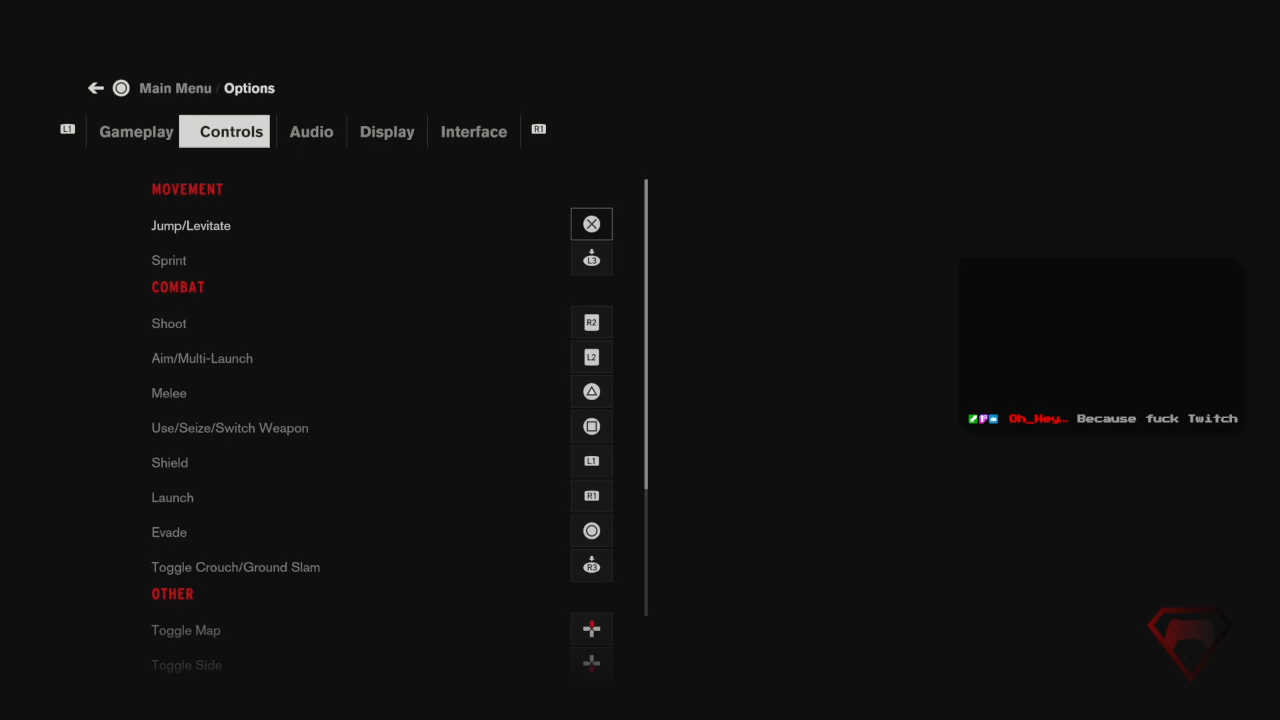 Main Menu / Options
L1 Gameplay Controls Audio Display Interface R1
MOVEMENT
Jump/Levitate
Sprint L3
COMBAT
Shoot R2
Aim/Multi-Launch L2
Melee
Use/Seize/Switch Weapon
Shield L1
Launch R1
Evade
Toggle Crouch/Ground Slam R3
OTHER
Toggle Map
Toggle Side
Oh_Hey… Because fuck Twitch